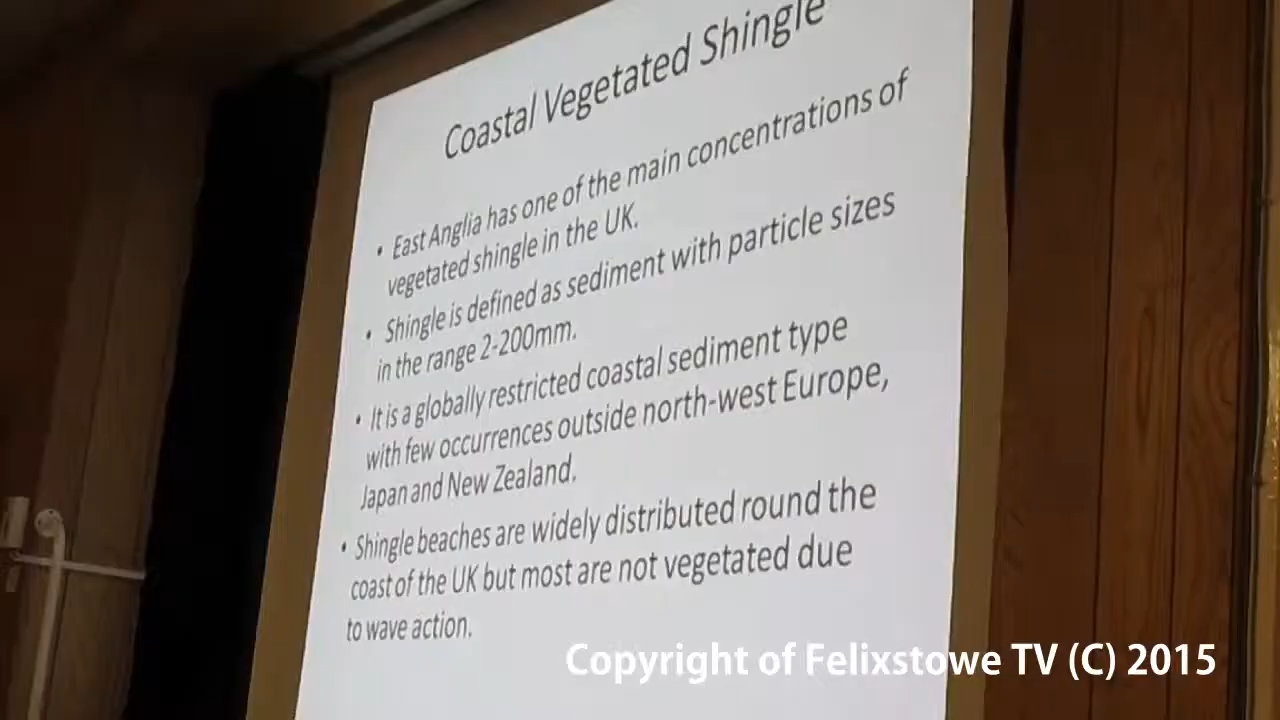 Coastal Vegetated Shingle
• East Anglia has one of the main concentrations of
vegetated shingle in the UK.
• Shingle is defined as sediment with particle sizes
in the range 2-200mm.
• It is a globally restricted coastal sediment type
with few occurrences outside north-west Europe,
Japan and New Zealand.
• Shingle beaches are widely distributed round the
coast of the UK but most are not vegetated due
to wave action.
Copyright of Felixstowe TV (C) 2015